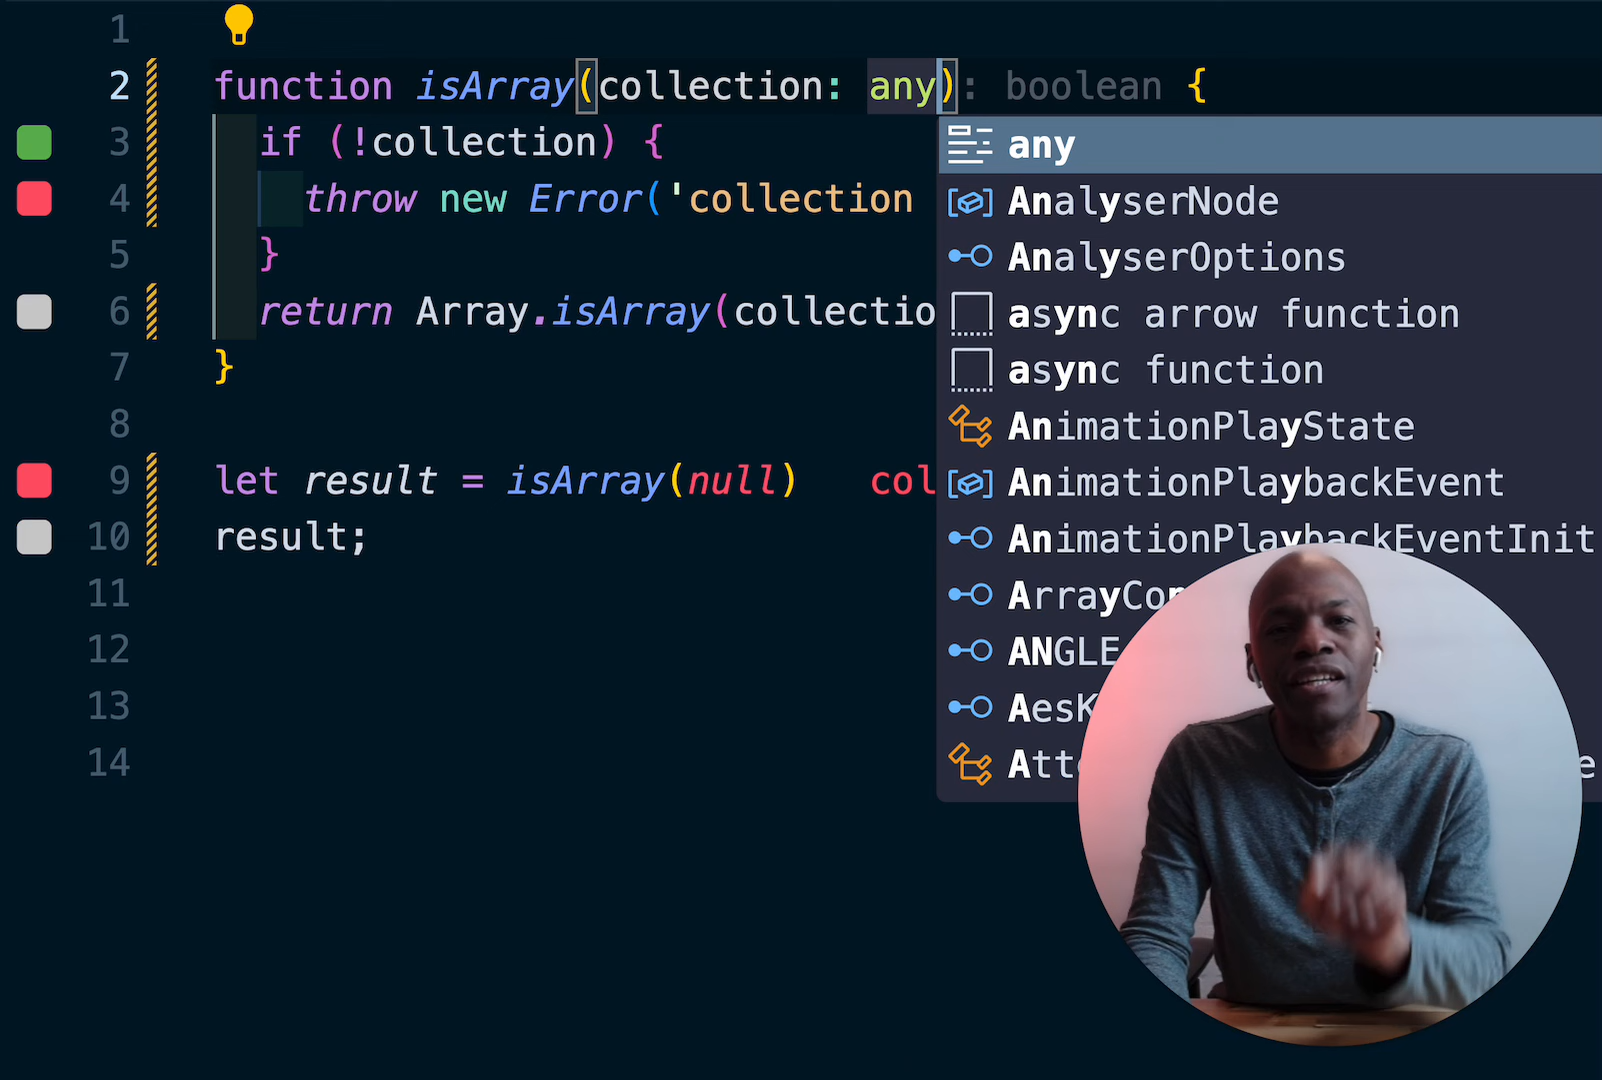 1
2 function isArray(collection: any): boolean {
3 if (!collection) {
4 throw new Error('collection
5 }
6 return Array.isArray(collectio
7 }
8
9 let result = isArray(null) col
10 result;
11
12
13
14
any
AnalyserNode
AnalyserOptions
async arrow function
async function
AnimationPlayState
AnimationPlaybackEvent
AnimationPlaybackEventInit
ArrayCon
ANGLE
AesK
Atte